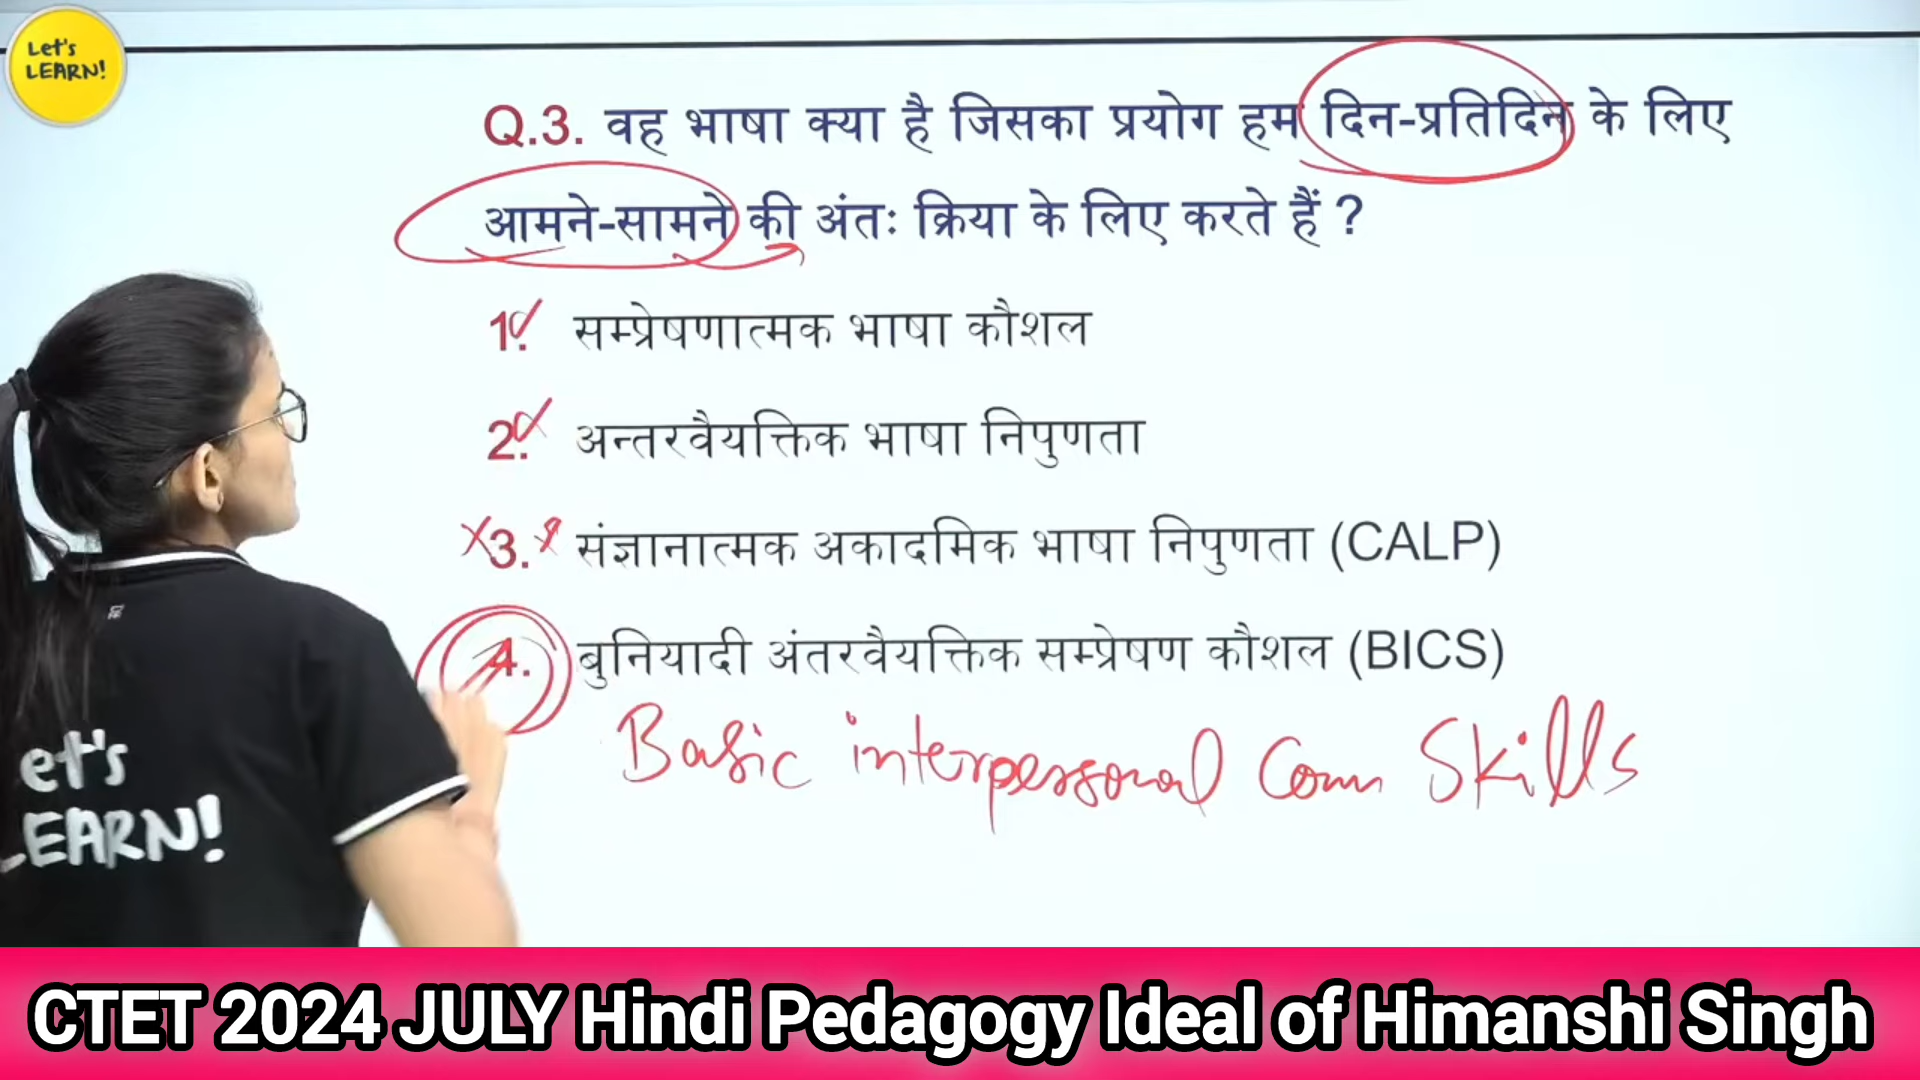 Let's
LEARN!
Q.3. वह भाषा क्या है जिसका प्रयोग हम दिन-प्रतिदिन के लिए
आमने-सामने की अंतः क्रिया के लिए करते हैं ?
1. सम्प्रेषणात्मक भाषा कौशल
2. अन्तरवैयक्तिक भाषा निपुणता
3. संज्ञानात्मक अकादमिक भाषा निपुणता (CALP)
4. बुनियादी अंतरवैयक्तिक सम्प्रेषण कौशल (BICS)
Basic interpersonal Comm Skills
et's
LEARN!
CTET 2024 JULY Hindi Pedagogy Ideal of Himanshi Singh